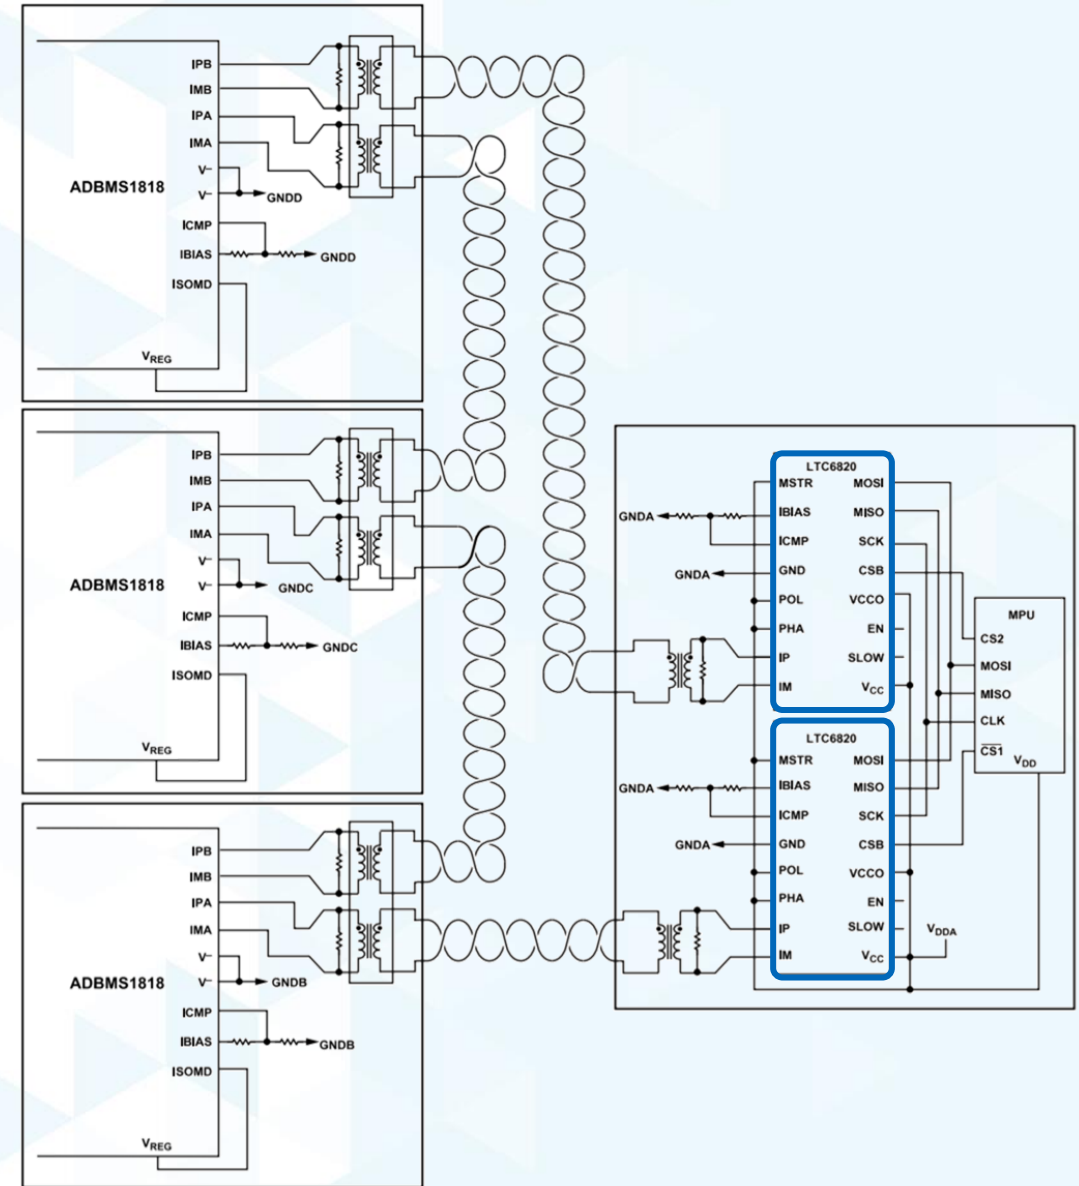 IPB
IMB
IPA
IMA
V–
V–
GNDD
ADBMS1818
ICMP
IBIAS
GNDD
ISOMD
VREG
IPB
IMB
IPA
IMA
V–
V–
GNDC
ADBMS1818
ICMP
IBIAS
GNDC
ISOMD
VREG
IPB
IMB
IPA
IMA
V–
V–
GNDB
ADBMS1818
ICMP
IBIAS
GNDB
ISOMD
VREG
LTC6820
MSTR MOSI
GNDA IBIAS MISO
ICMP SCK
GNDA GND CSB
POL VCCO
PHA EN
IP SLOW
IM VCC
MPU
CS2
MOSI
MISO
CLK
CS1
VDD
LTC6820
MSTR MOSI
GNDA IBIAS MISO
ICMP SCK
GNDA GND CSB
POL VCCO
PHA EN
IP SLOW VDDA
IM VCC